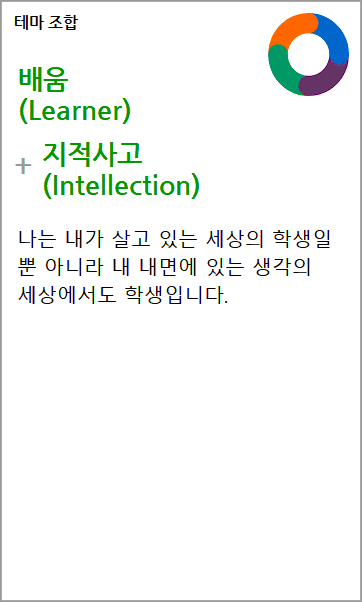 테마 조합
배움
(Learner)
+ 지적사고
(Intellection)
나는 내가 살고 있는 세상의 학생일
뿐 아니라 내 내면에 있는 생각의
세상에서도 학생입니다.